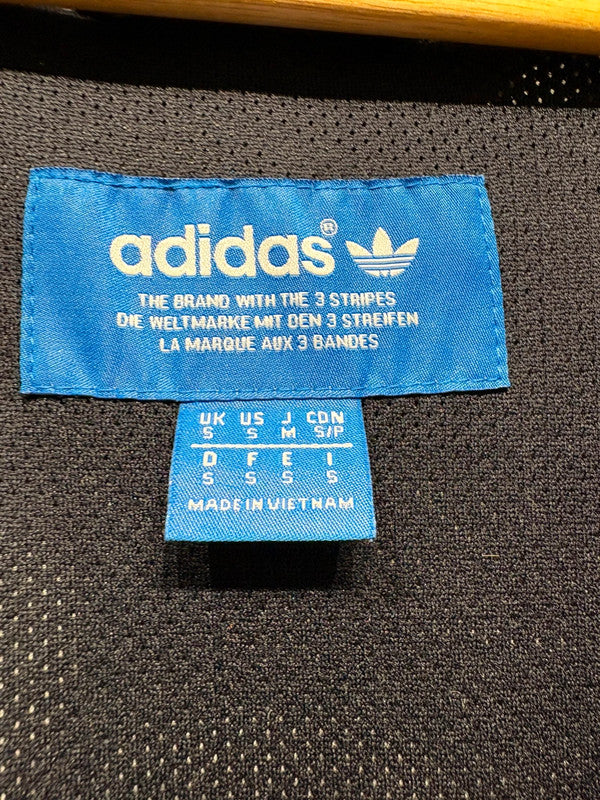 adidas®
THE BRAND WITH THE 3 STRIPES
DIE WELTMARKE MIT DEN 3 STREIFEN
LA MARQUE AUX 3 BANDES
UK US J CDN
S S M S/P
D F E I
S S S S
MADE IN VIETNAM